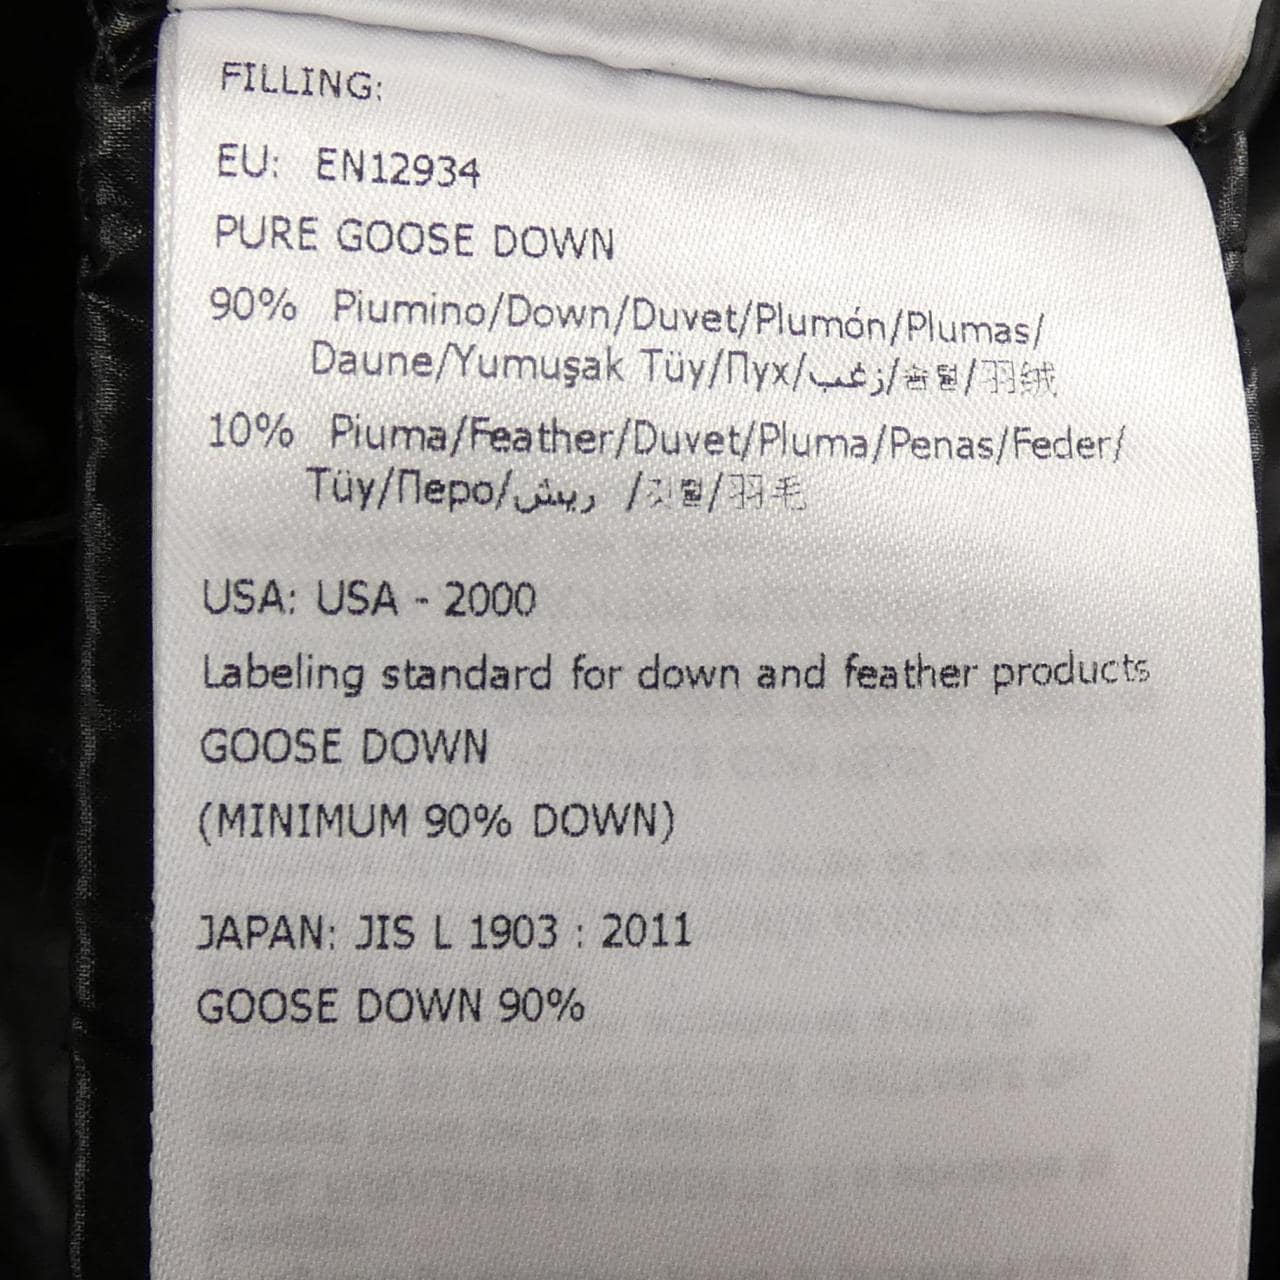 FILLING:
EU: EN12934
PURE GOOSE DOWN
90% Piumino/Down/Duvet/Plumón/Plumas/
Daune/Yumuşak Tüy/Пух/زغب/솜털/羽绒
10% Piuma/Feather/Duvet/Pluma/Penas/Feder/
Tüy/Перо/ريش /깃털/羽毛
USA: USA - 2000
Labeling standard for down and feather products
GOOSE DOWN
(MINIMUM 90% DOWN)
JAPAN: JIS L 1903 : 2011
GOOSE DOWN 90%